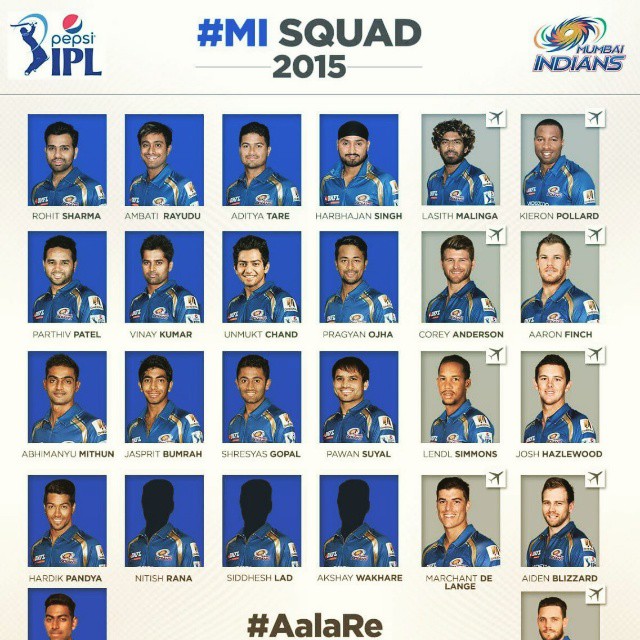 pepsi
IPL
#MI SQUAD
2015
MUMBAI
INDIANS
ROHIT SHARMA
AMBATI RAYUDU
ADITYA TARE
HARBHAJAN SINGH
LASITH MALINGA
KIERON POLLARD
PARTHIV PATEL
VINAY KUMAR
UNMUKT CHAND
PRAGYAN OJHA
COREY ANDERSON
AARON FINCH
ABHIMANYU MITHUN
JASPRIT BUMRAH
SHRESYAS GOPAL
PAWAN SUYAL
LENDL SIMMONS
JOSH HAZLEWOOD
HARDIK PANDYA
NITISH RANA
SIDDHESH LAD
AKSHAY WAKHARE
MARCHANT DE
LANGE
AIDEN BLIZZARD
#AalaRe